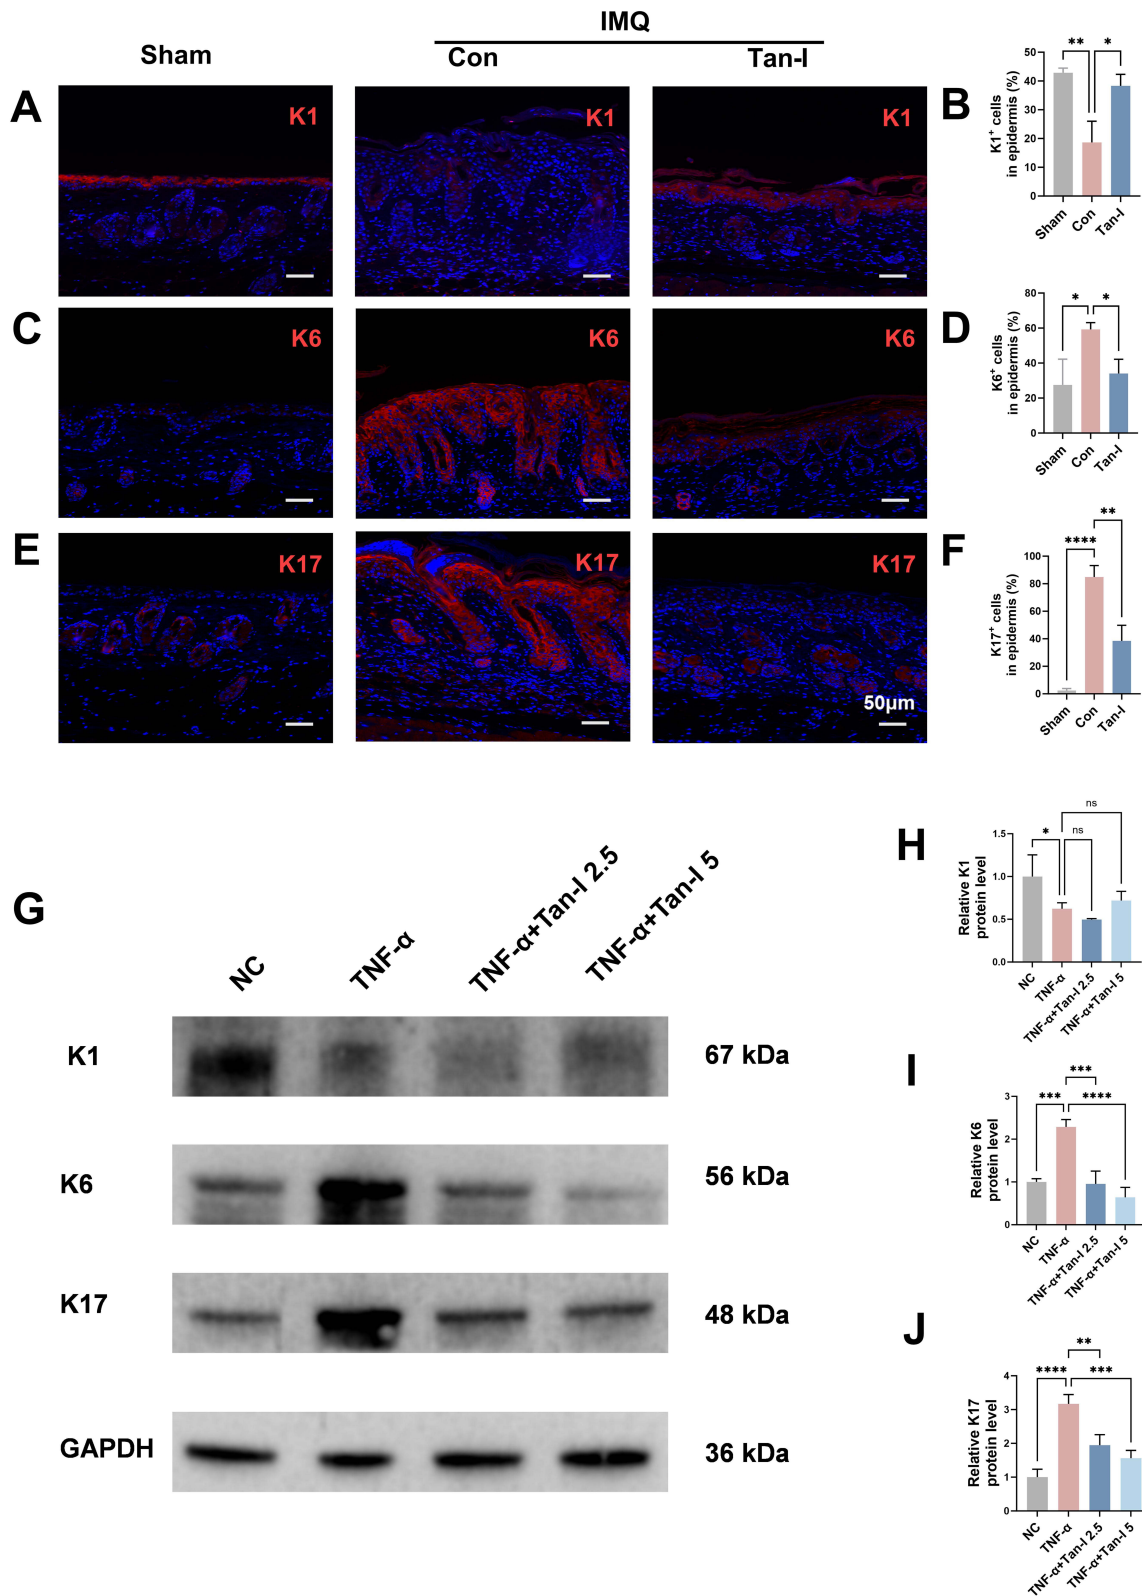 IMQ
Sham
Con
Tan-I
A
K1
K1
K1
B
K1+ cells
in epidermis (%)
50
40
30
20
10
0
** *
Sham
Con
Tan-I
C
K6
K6
K6
D
K6+ cells
in epidermis (%)
80
60
40
20
0
* *
Sham
Con
Tan-I
E
K17
K17
K17
50μm
F
K17+ cells
in epidermis (%)
100
80
60
40
20
0
**
****
Sham
Con
Tan-I
G
NC
TNF-α
TNF-α+Tan-I 2.5
TNF-α+Tan-I 5
K1
67 kDa
K6
56 kDa
K17
48 kDa
GAPDH
36 kDa
H
Relative K1
protein level
1.5
1.0
0.5
0.0
ns
* ns
NC
TNF-α
TNF-α+Tan-I 2.5
TNF-α+Tan-I 5
I
Relative K6
protein level
3
2
1
0
***
*** ****
NC
TNF-α
TNF-α+Tan-I 2.5
TNF-α+Tan-I 5
J
Relative K17
protein level
4
3
2
1
0
**
**** ***
NC
TNF-α
TNF-α+Tan-I 2.5
TNF-α+Tan-I 5